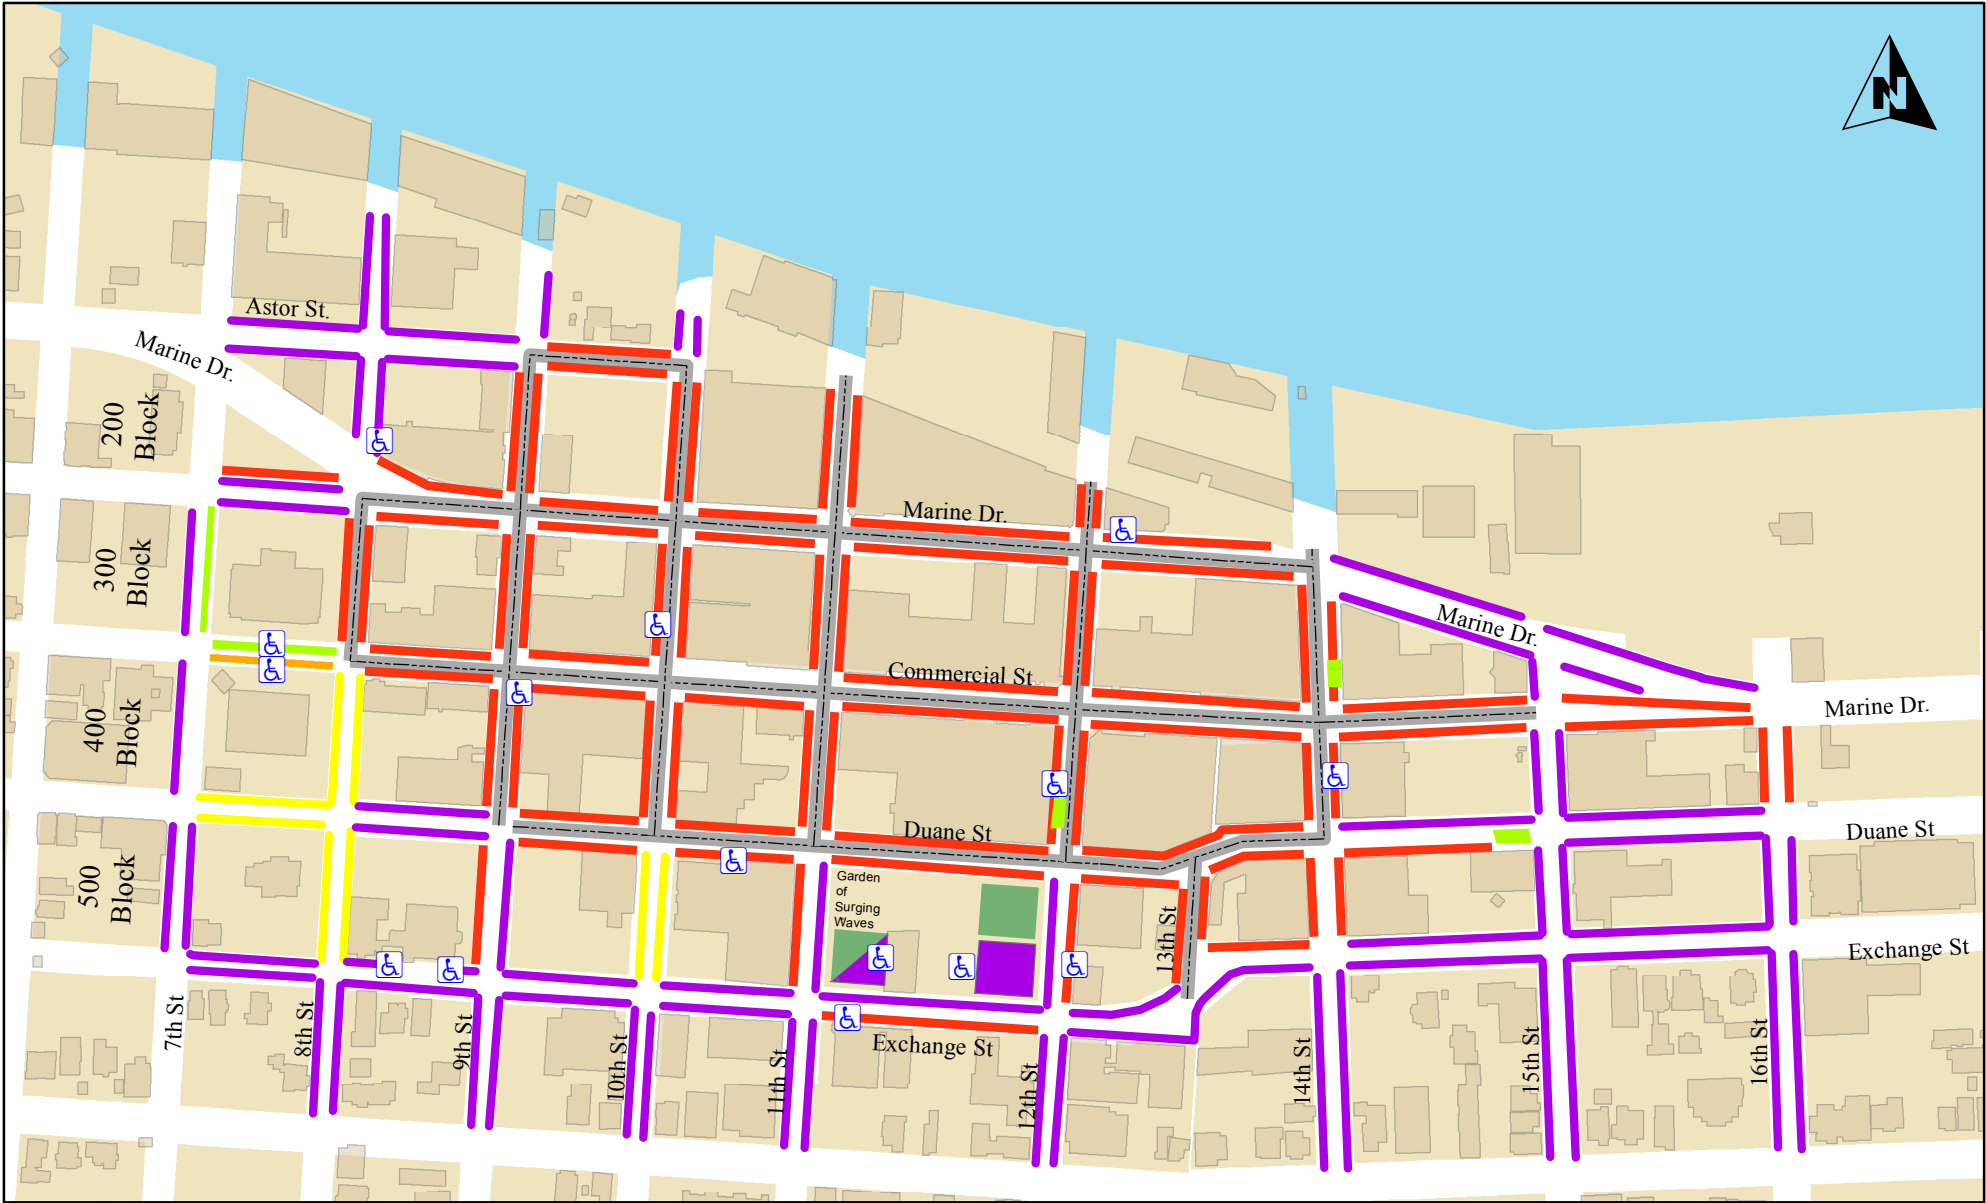 N
Astor St.
Marine Dr.
200
Block
300
Block
400
Block
500
Block
Marine Dr.
Marine Dr.
Commercial St
Marine Dr.
Duane St
Duane St
Garden
of
Surging
Waves
Exchange St
Exchange St
7th St
8th St
9th St
10th St
11th St
12th St
13th St
14th St
15th St
16th St